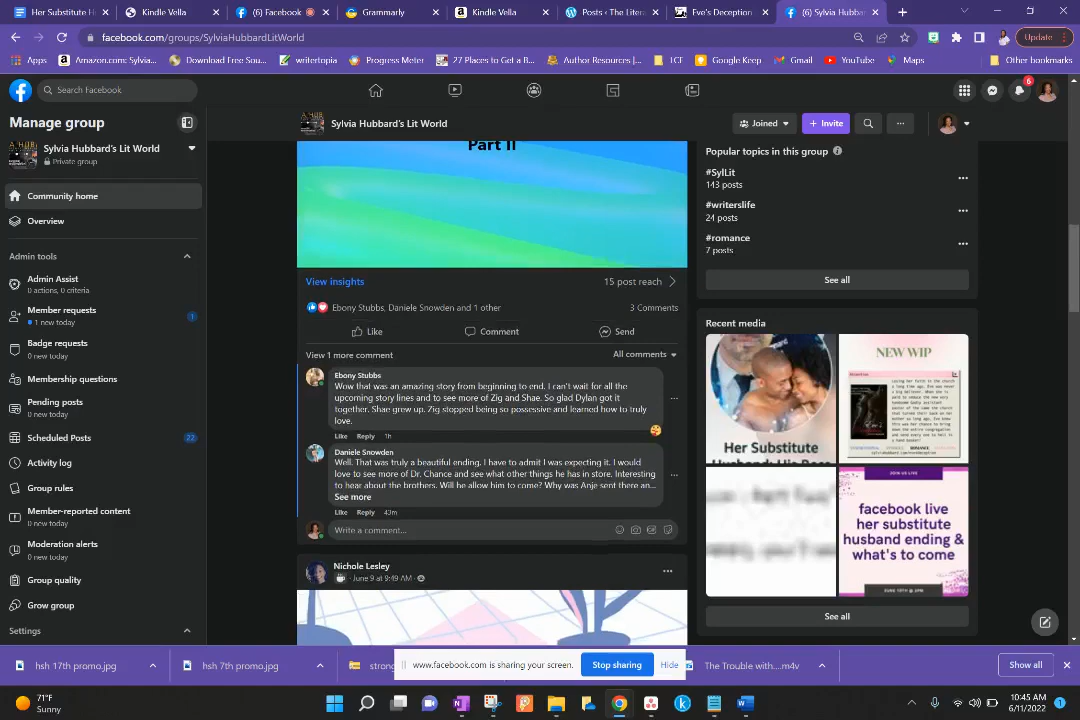 Her Substitute H
Kindle Vella
(6) Facebook
Grammarly
Kindle Vella
Posts ‹ The Liter
Eve's Deception
(6) Sylvia Hubba
facebook.com/groups/SylviaHubbardLitWorld
Update
Apps
Amazon.com: Sylvia...
Download Free Sou...
writertopia
Progress Meter
27 Places to Get a B...
Author Resources |...
LCF
Google Keep
Gmail
YouTube
Maps
Other bookmarks
Search Facebook
6
Manage group
Sylvia Hubbard's Lit World
Private group
Community home
Overview
Admin tools
Admin Assist
0 actions, 0 criteria
Member requests
1 new today
1
Badge requests
0 new today
Membership questions
Pending posts
0 new today
Scheduled Posts
22
Activity log
Group rules
Member-reported content
0 new today
Moderation alerts
0 new today
Group quality
Grow group
Settings
Sylvia Hubbard's Lit World
Joined
+ Invite
Part II
View insights
15 post reach
Ebony Stubbs, Daniele Snowden and 1 other
3 Comments
Like
Comment
Send
View 1 more comment
All comments
Ebony Stubbs
Wow that was an amazing story from beginning to end. I can't wait for all the
upcoming story lines and to see more of Zig and Shae. So glad Dylan got it
together. Shae grew up. Zig stopped being so possessive and learned how to truly
love.
Like Reply 1h
Daniele Snowden
Well. That was truly a beautiful ending. I have to admit I was expecting it. I would
love to see more of Dr. Chance and see what other things he has in store. Interesting
to hear about the brothers. Will he allow him to come? Why was Anje sent there an...
See more
Like Reply 43m
Write a comment...
Nichole Lesley
June 9 at 9:49 AM
Popular topics in this group
#SylLit
143 posts
#writerslife
24 posts
#romance
7 posts
See all
Recent media
Her Substitute
NEW WIP
JOIN US LIVE
facebook live
her substitute
husband ending &
what's to come
JUNE 10TH @ 2PM
See all
hsh 17th promo.jpg
hsh 7th promo.jpg
stron
www.facebook.com is sharing your screen.
Stop sharing
Hide
The Trouble with....m4v
Show all
71°F
Sunny
10:45 AM
6/11/2022
1